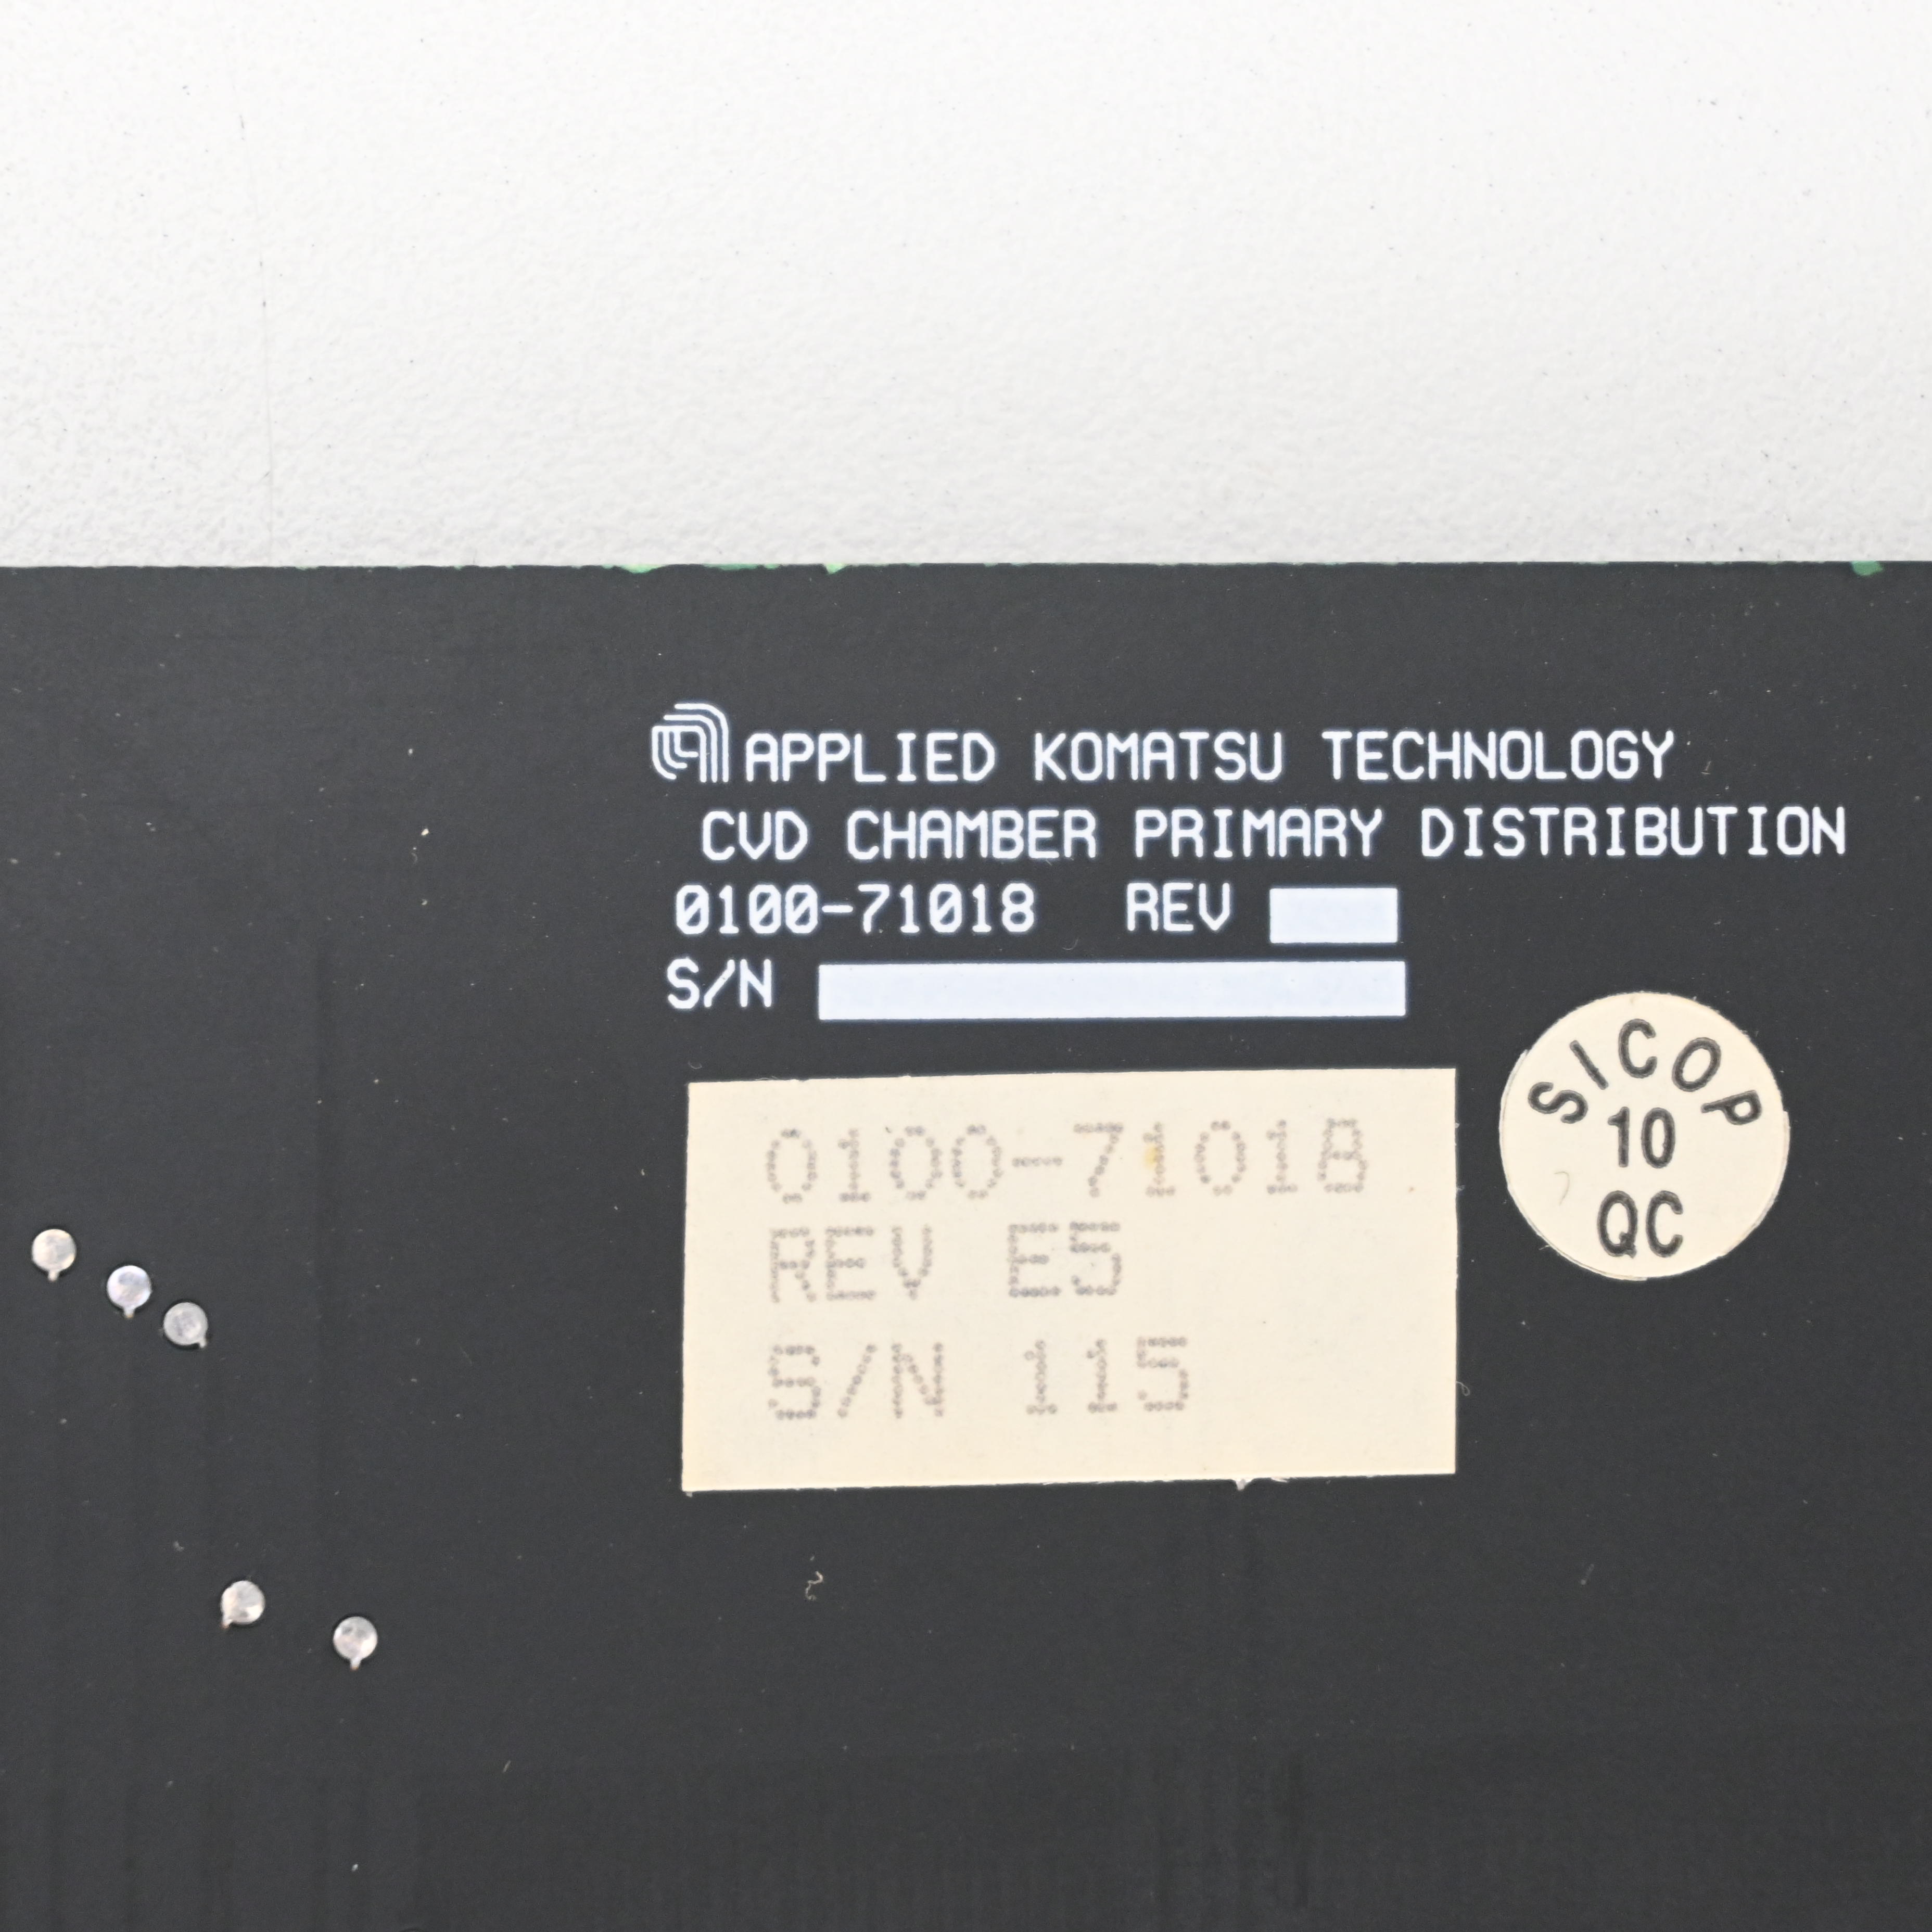 APPLIED KOMATSU TECHNOLOGY
CVD CHAMBER PRIMARY DISTRIBUTION
0100-71018 REV
S/N
0100-71018
REV E5
S/N 115
SICOP
10
QC